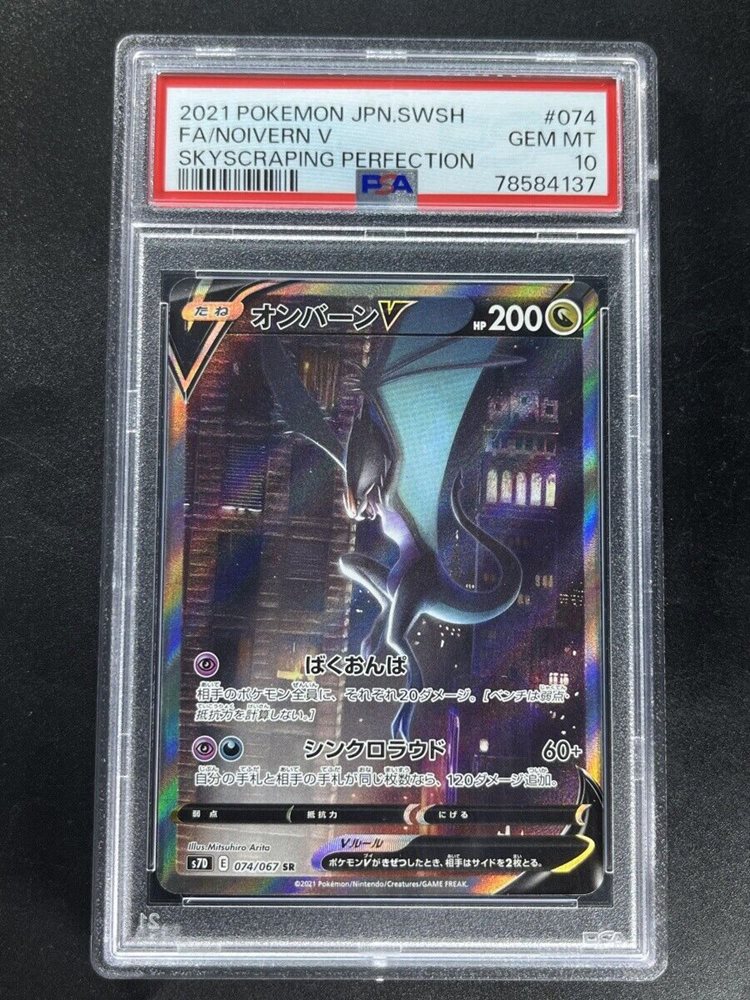 2021 POKEMON JPN.SWSH #074
FA/NOIVERN V GEM MT
SKYSCRAPING PERFECTION 10
PSA 78584137
たね オンバーンV HP 200
ばくおんぱ
相手のポケモン全員に、それぞれ20ダメージ。[ベンチは弱点・
抵抗力を計算しない。]
シンクロラウド 60+
自分の手札と相手の手札が同じ枚数なら、120ダメージ追加。
弱点 抵抗力 にげる
Illus. Mitsuhiro Arita
Vルール
ポケモンVがきぜつしたとき、相手はサイドを2枚とる。
s7D E 074/067 SR
©2021 Pokémon/Nintendo/Creatures/GAME FREAK.